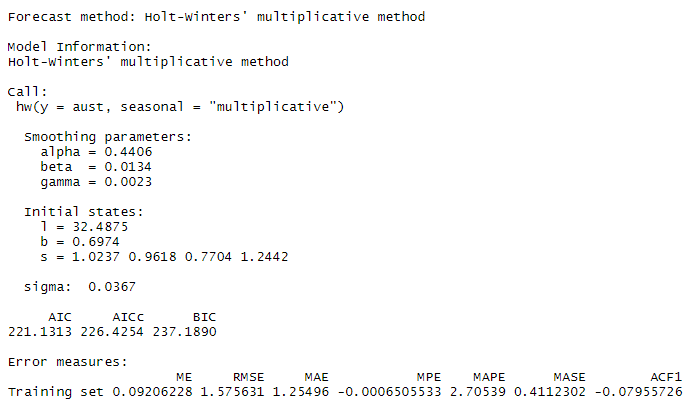 Forecast method: Holt-Winters' multiplicative method
Model Information:
Holt-Winters' multiplicative method
Call:
hw(y = aust, seasonal = "multiplicative")
Smoothing parameters:
alpha = 0.4406
beta  = 0.0134
gamma = 0.0023
Initial states:
l = 32.4875
b = 0.6974
s = 1.0237 0.9618 0.7704 1.2442
sigma:  0.0367
AIC     AICc      BIC
221.1313 226.4254 237.1890
Error measures:
ME     RMSE     MAE           MPE    MAPE      MASE        ACF1
Training set 0.09206228 1.575631 1.25496 -0.0006505533 2.70539 0.4112302 -0.07955726